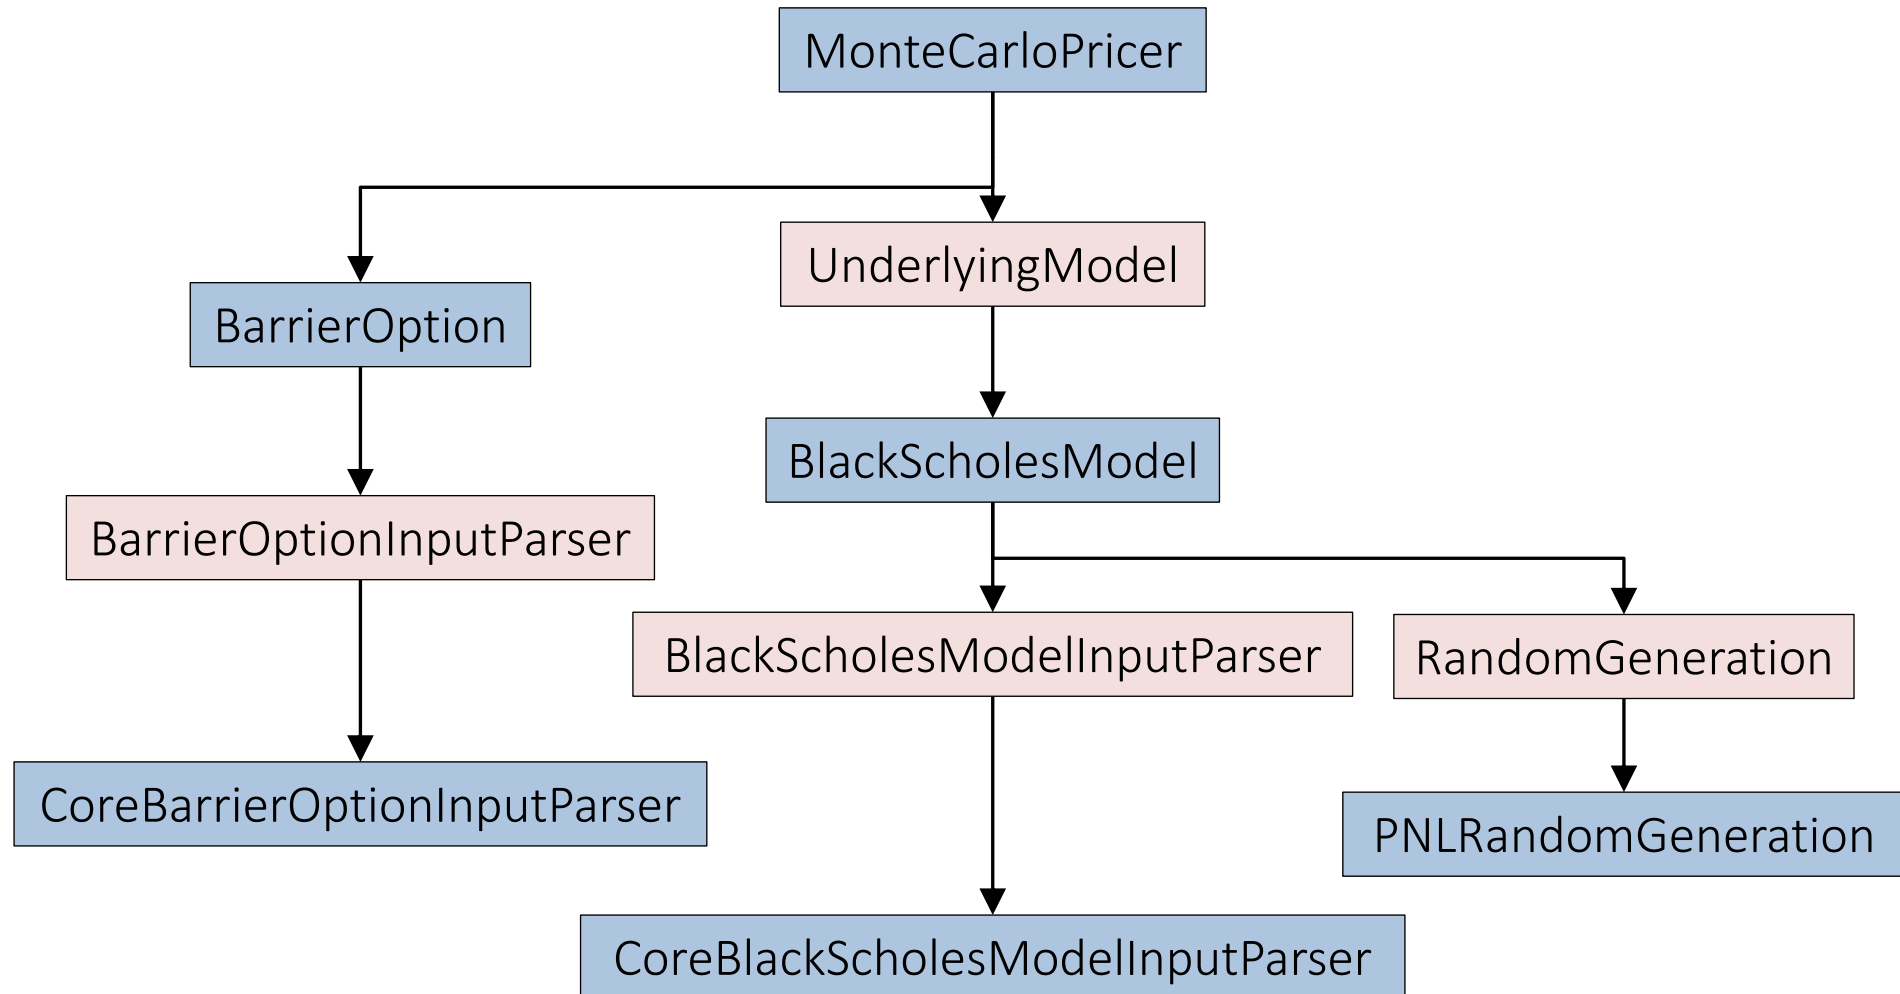 MonteCarloPricer
UnderlyingModel
BarrierOption
BlackScholesModel
BarrierOptionInputParser
BlackScholesModelInputParser
RandomGeneration
CoreBarrierOptionInputParser
PNLRandomGeneration
CoreBlackScholesModelInputParser